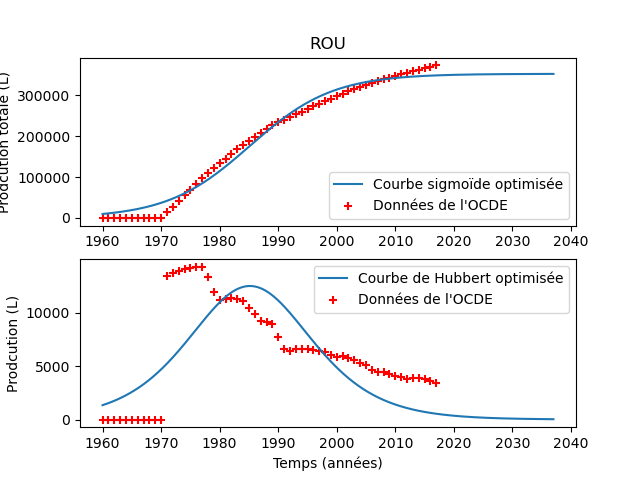 ROU
Prodcution totale (L)
300000
200000
100000
0
Courbe sigmoïde optimisée
Données de l'OCDE
1960 1970 1980 1990 2000 2010 2020 2030 2040
Prodcution (L)
10000
5000
0
Courbe de Hubbert optimisée
Données de l'OCDE
1960 1970 1980 1990 2000 2010 2020 2030 2040
Temps (années)